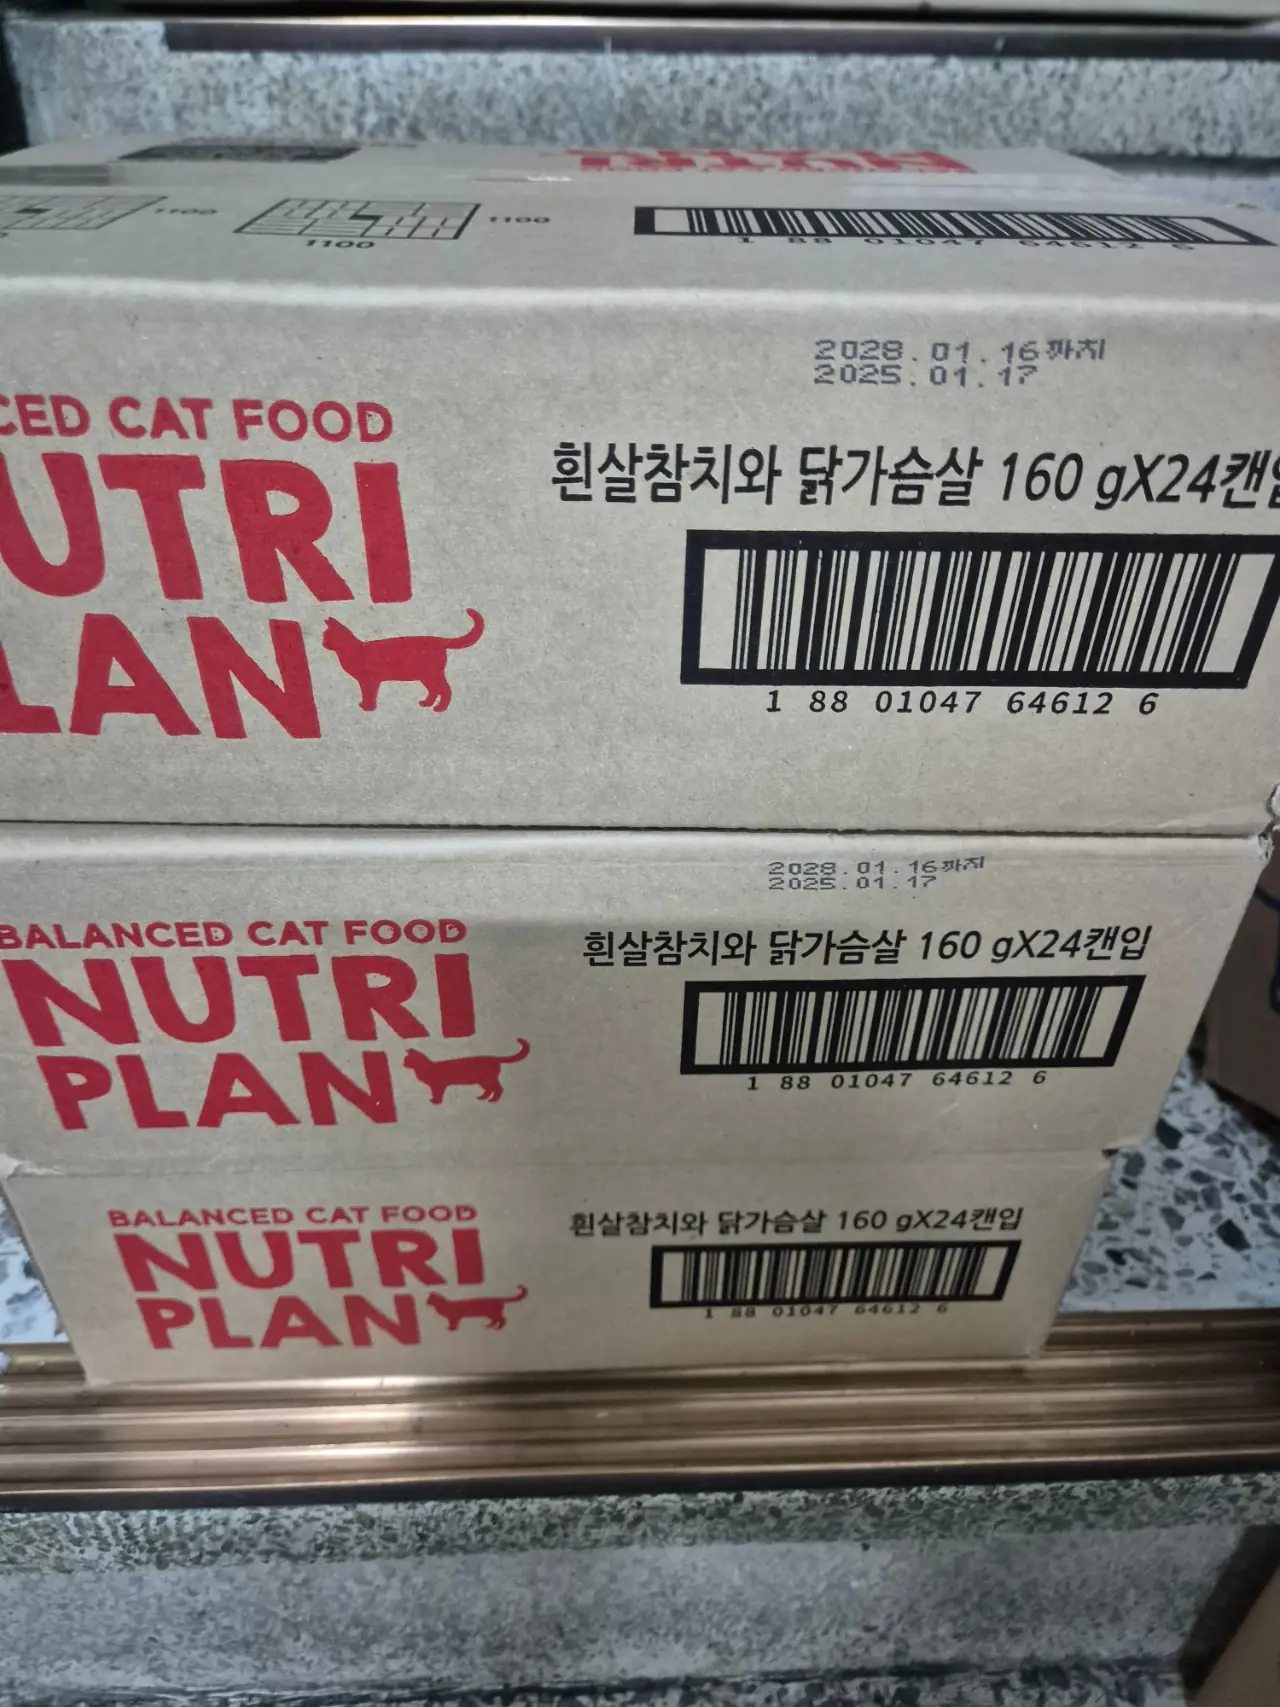 NUTRI
1100
1100
1100
1 88 01047 64612 6
2028.01.16까지
2025.01.17
CED CAT FOOD
UTRI
LAN
흰살참치와 닭가슴살 160 gX24캔입
1 88 01047 64612 6
2028.01.16까지
2025.01.17
BALANCED CAT FOOD
NUTRI
PLAN
흰살참치와 닭가슴살 160 gX24캔입
1 88 01047 64612 6
BALANCED CAT FOOD
NUTRI
PLAN
흰살참치와 닭가슴살 160 gX24캔입
1 88 01047 64612 6